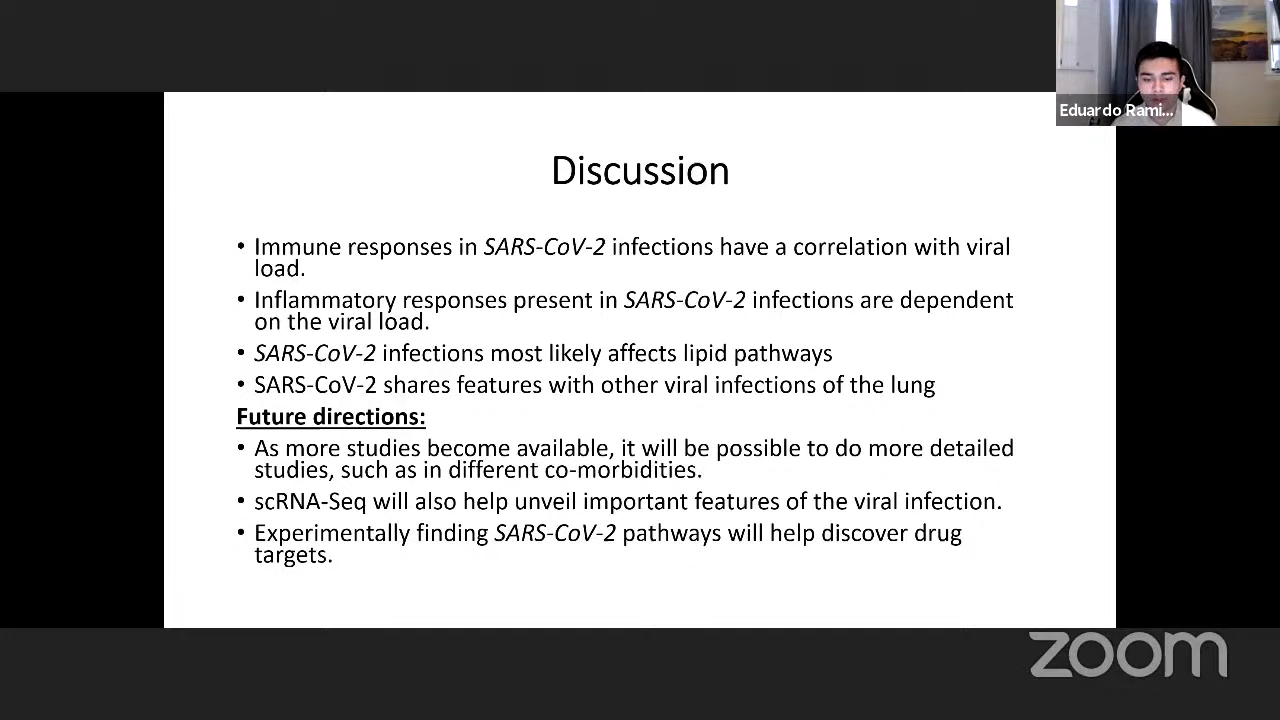 Eduardo Rami...
Discussion
• Immune responses in SARS-CoV-2 infections have a correlation with viral
load.
• Inflammatory responses present in SARS-CoV-2 infections are dependent
on the viral load.
• SARS-CoV-2 infections most likely affects lipid pathways
• SARS-CoV-2 shares features with other viral infections of the lung
Future directions:
• As more studies become available, it will be possible to do more detailed
studies, such as in different co-morbidities.
• scRNA-Seq will also help unveil important features of the viral infection.
• Experimentally finding SARS-CoV-2 pathways will help discover drug
targets.
zoom